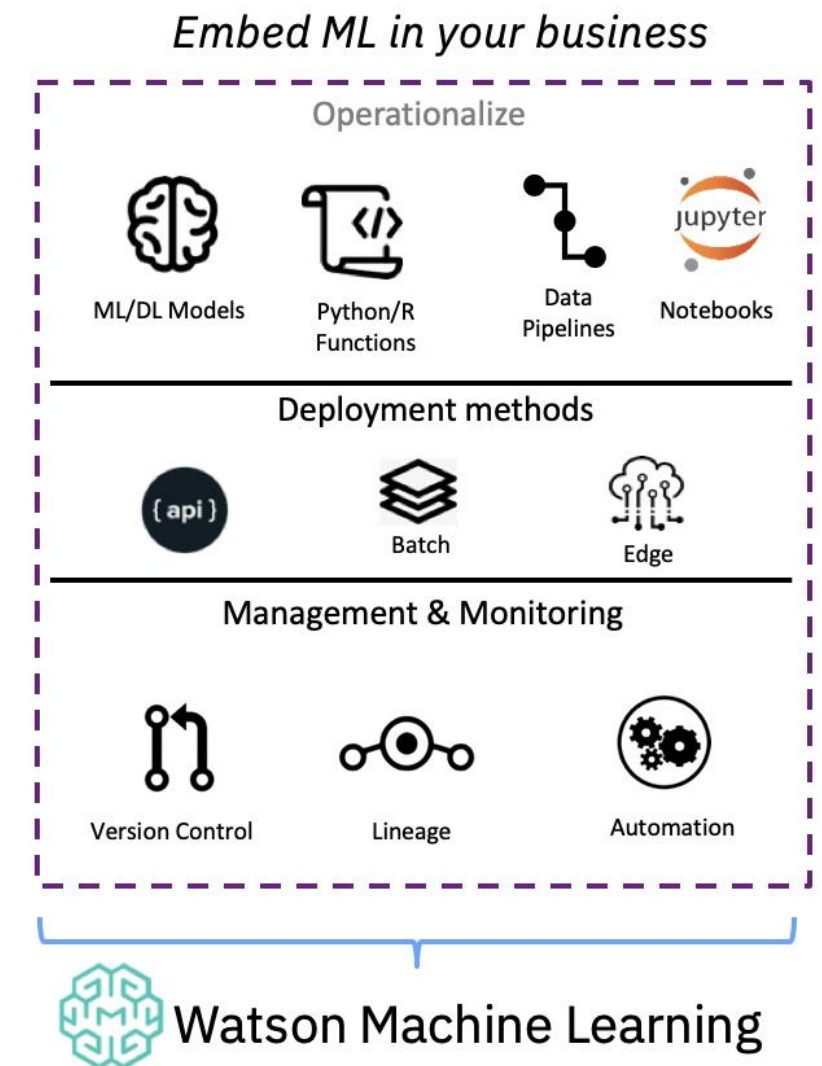 Embed ML in your business
Operationalize
</>
jupyter
ML/DL Models
Python/R
Functions
Data
Pipelines
Notebooks
Deployment methods
{ api }
Batch
Edge
Management & Monitoring
Version Control
Lineage
Automation
Watson Machine Learning